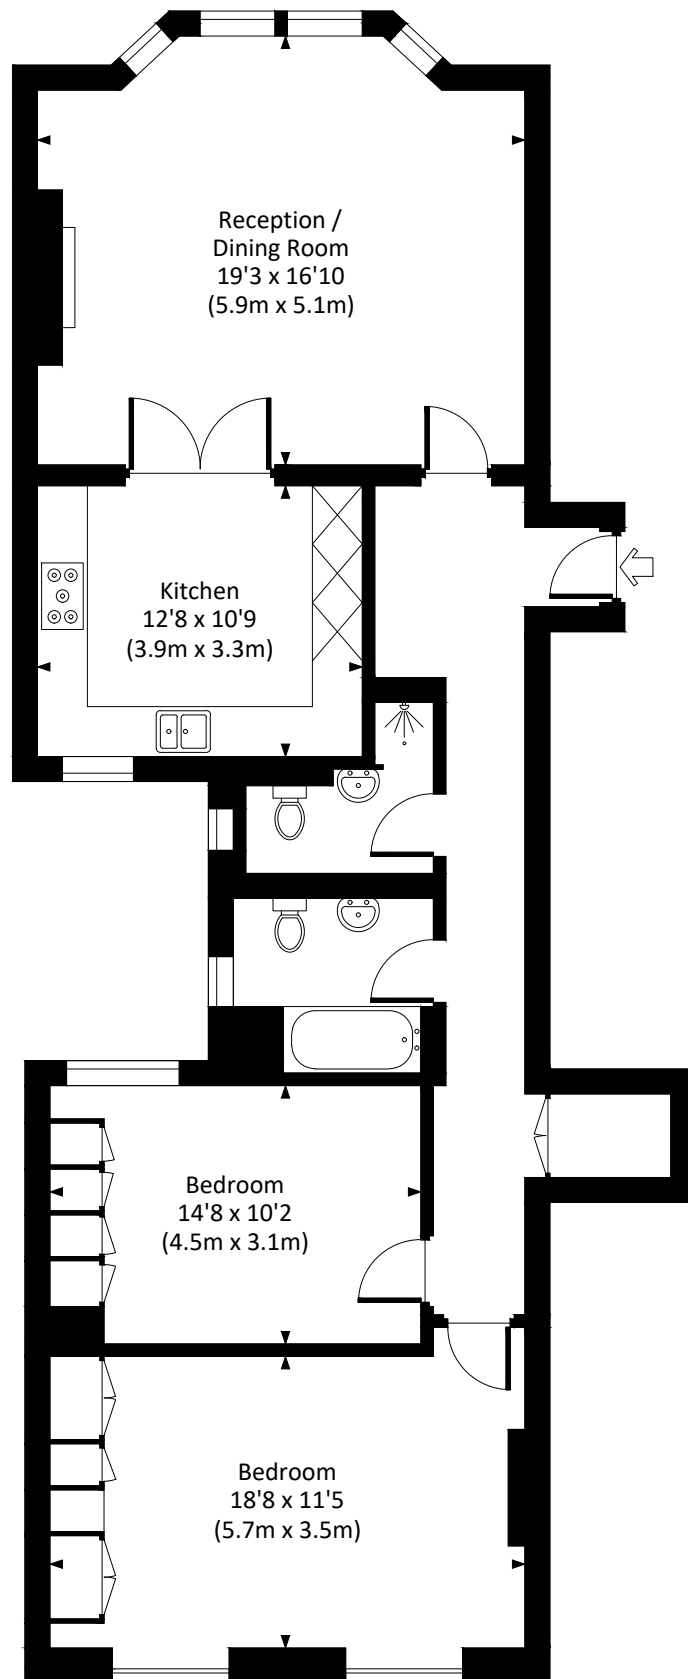 Reception /
Dining Room
19'3 x 16'10
(5.9m x 5.1m)
Kitchen
12'8 x 10'9
(3.9m x 3.3m)
Bedroom
14'8 x 10'2
(4.5m x 3.1m)
Bedroom
18'8 x 11'5
(5.7m x 3.5m)